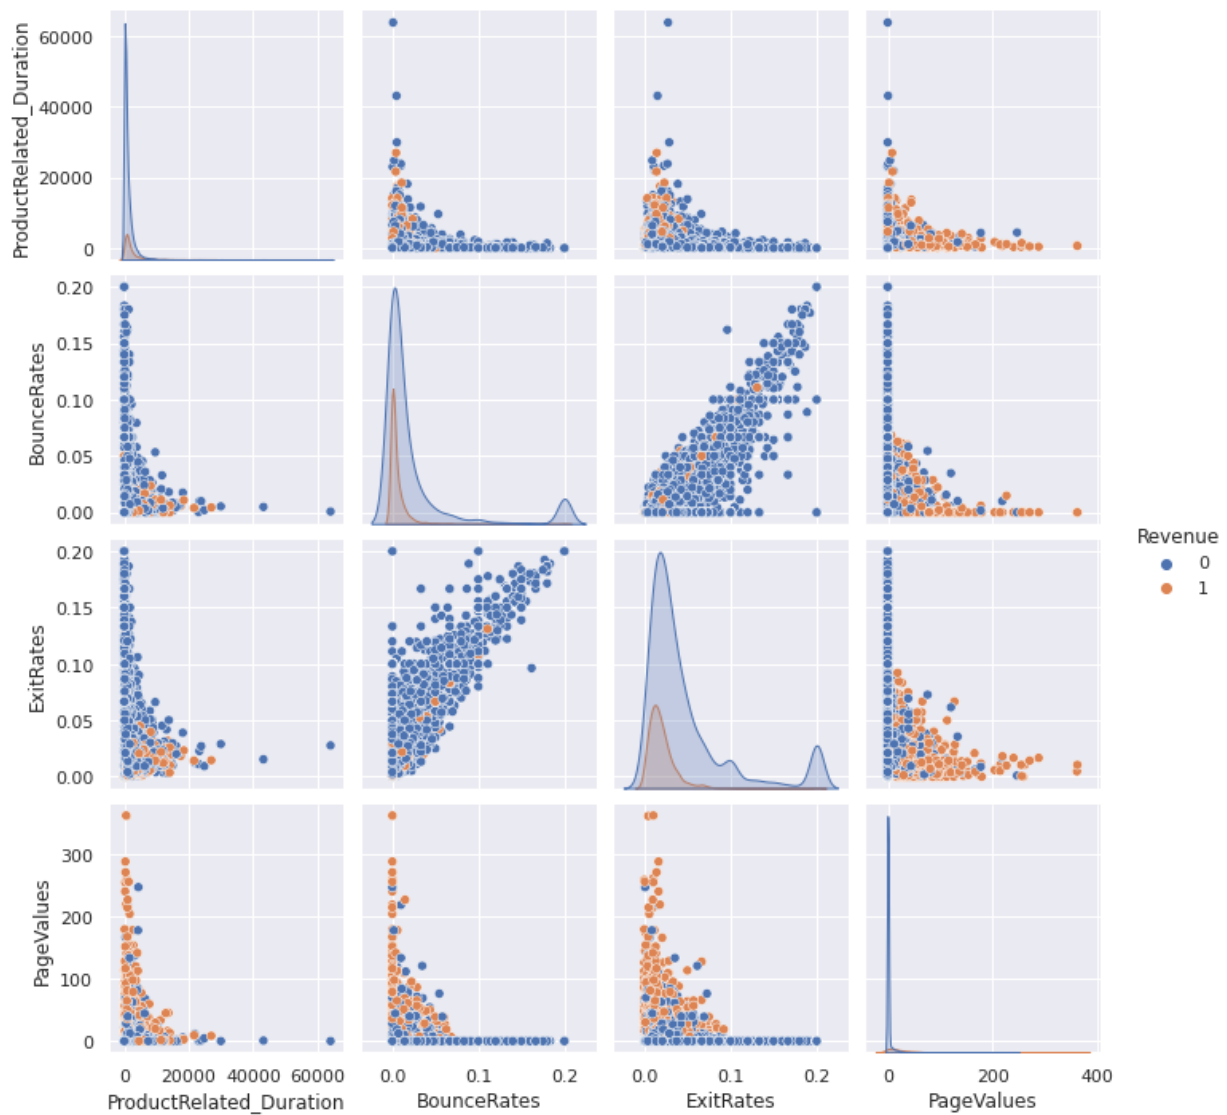 60000
40000
20000
0
ProductRelated_Duration
0.20
0.15
0.10
0.05
0.00
BounceRates
Revenue
0
1
0.20
0.15
0.10
0.05
0.00
ExitRates
300
200
100
0
PageValues
0 20000 40000 60000 0.0 0.1 0.2 0.0 0.1 0.2 0 200 400
ProductRelated_Duration BounceRates ExitRates PageValues